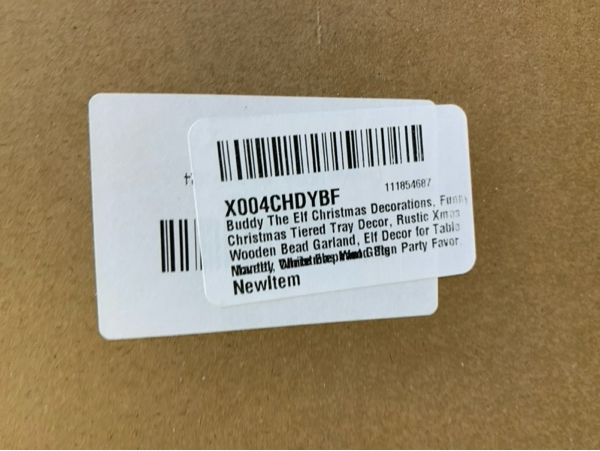 111854687
X004CHDYBF
Buddy The Elf Christmas Decorations, Funny
Christmas Tiered Tray Decor, Rustic Xmas
Wooden Bead Garland, Elf Decor for Table
Party Favor
NewItem